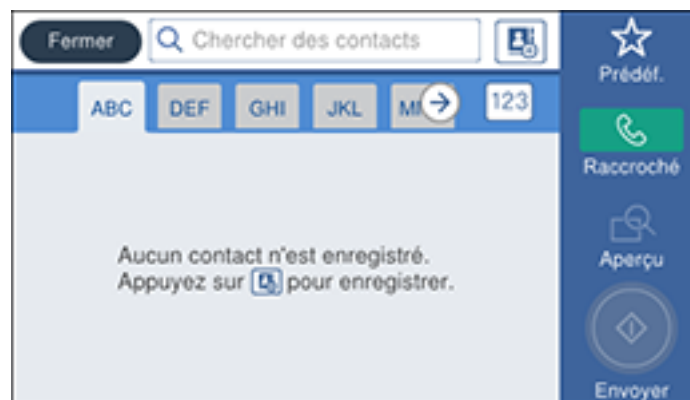 Fermer
Chercher des contacts
Prédéf.
ABC
DEF
GHI
JKL
123
Raccroché
Aucun contact n'est enregistré.
Appuyez sur pour enregistrer.
Aperçu
Envoyer